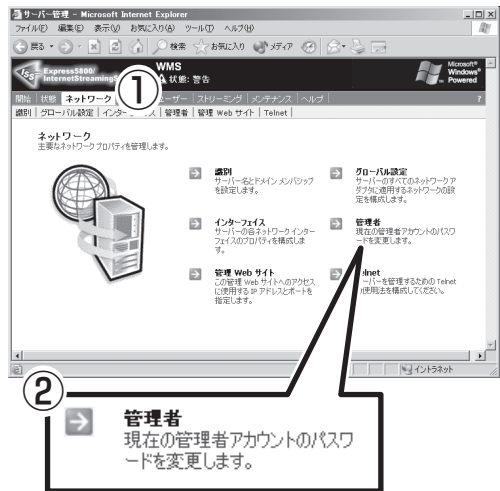 サーバー管理 - Microsoft Internet Explorer
ファイル(F) 編集(E) 表示(V) お気に入り(A) ツール(T) ヘルプ(H)
戻る 検索 お気に入り メディア
Express5800/
InternetStreamingS
WMS
状態: 警告
Microsoft®
Windows®
Powered
開始 状態 ネットワーク ユーザー ストリーミング メンテナンス ヘルプ ?
識別 グローバル設定 管理者 管理 Web サイト Telnet
①
ネットワーク
主要なネットワーク プロパティを管理します。
識別
サーバー名とドメイン メンバシップ
を設定します。
グローバル設定
サーバーのすべてのネットワーク ア
ダプタに適用するネットワークの設
定を構成します。
インターフェイス
サーバーの各ネットワーク インター
フェイスのプロパティを構成しま
す。
管理者
現在の管理者アカウントのパスワ
ードを変更します。
管理 Web サイト
この管理 Web サイトへのアクセス
に使用する IP アドレスとポートを
指定します。
Telnet
ーバーを管理するための Telnet
使用法を構成してください。
イントラネット
②
管理者
現在の管理者アカウントのパスワ
ードを変更します。